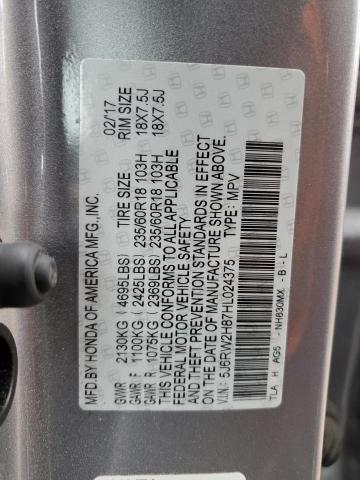 MFD. BY HONDA OF AMERICA MFG., INC. 02/17
TIRE SIZE RIM SIZE
GVWR 2130KG (4695LBS)
GAWR F 1100KG (2425LBS) 235/60R18 103H 18X7.5J
GAWR R 1075KG (2369LBS) 235/60R18 103H 18X7.5J
THIS VEHICLE CONFORMS TO ALL APPLICABLE
FEDERAL MOTOR VEHICLE SAFETY
AND THEFT PREVENTION STANDARDS IN EFFECT
ON THE DATE OF MANUFACTURE SHOWN ABOVE.
V.I.N.: 5J6RW2H87HL024375 TYPE: MPV
TLA H AG5 - NH830MX - B - L